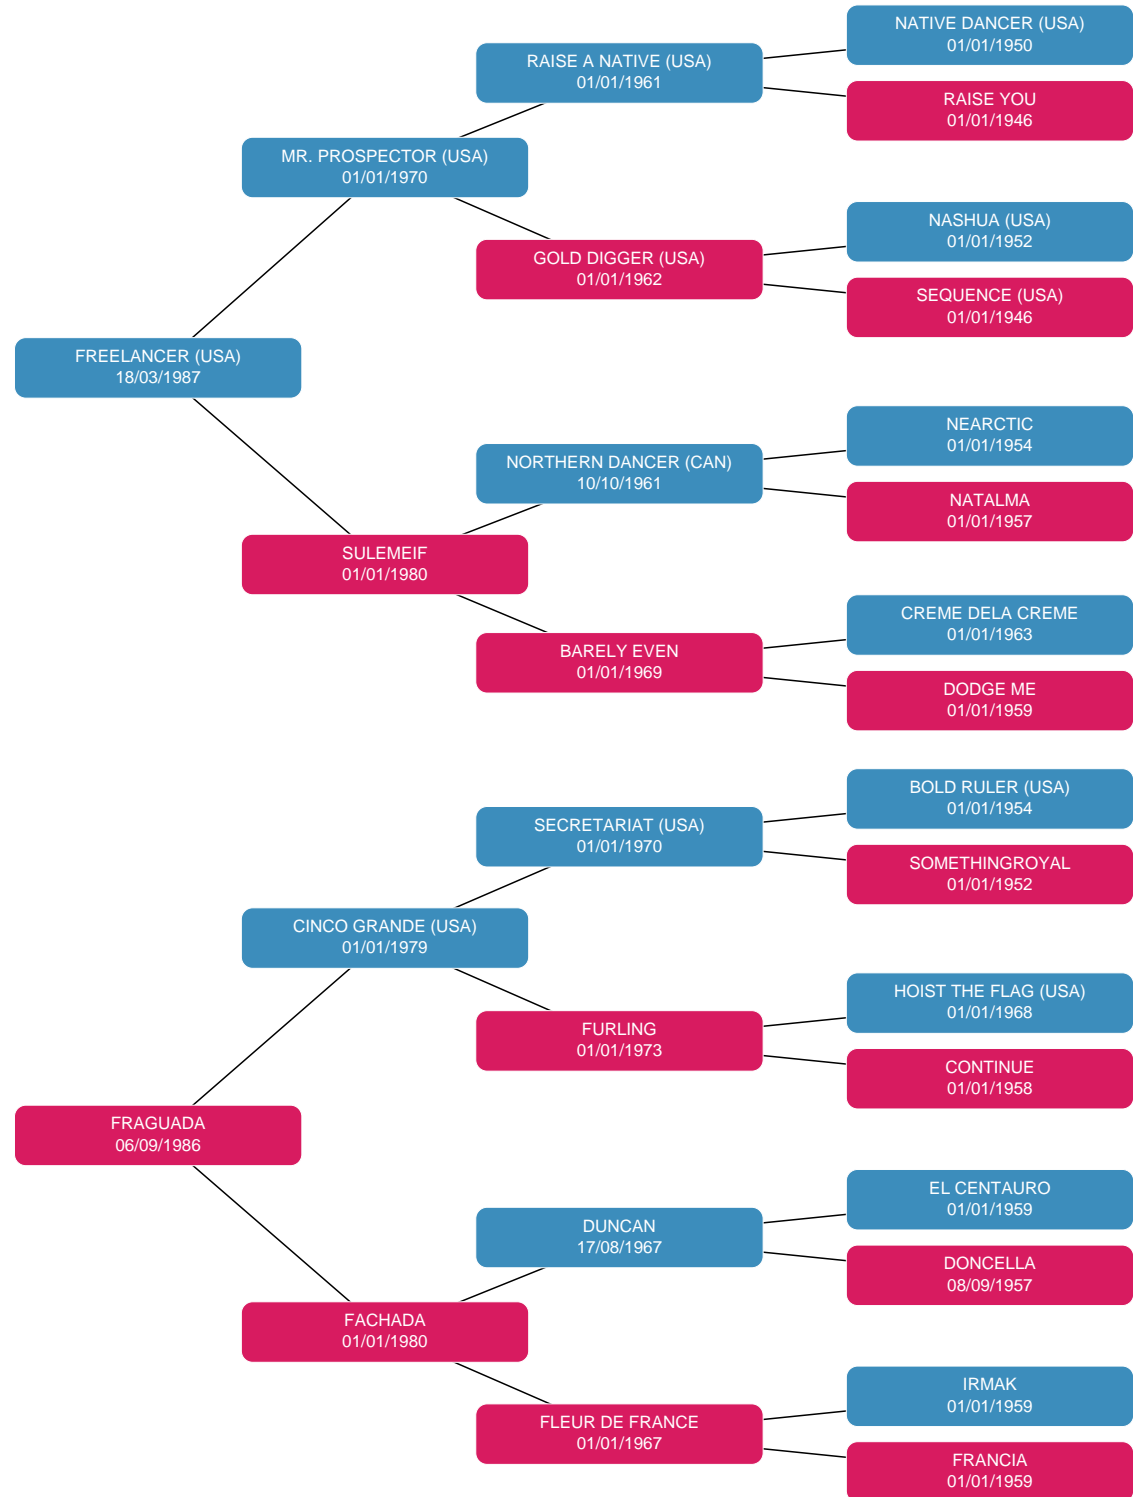 NATIVE DANCER (USA)
01/01/1950
RAISE A NATIVE (USA)
01/01/1961
RAISE YOU
01/01/1946
MR. PROSPECTOR (USA)
01/01/1970
NASHUA (USA)
01/01/1952
GOLD DIGGER (USA)
01/01/1962
SEQUENCE (USA)
01/01/1946
FREELANCER (USA)
18/03/1987
NEARCTIC
01/01/1954
NORTHERN DANCER (CAN)
10/10/1961
NATALMA
01/01/1957
SULEMEIF
01/01/1980
CREME DELA CREME
01/01/1963
BARELY EVEN
01/01/1969
DODGE ME
01/01/1959
BOLD RULER (USA)
01/01/1954
SECRETARIAT (USA)
01/01/1970
SOMETHINGROYAL
01/01/1952
CINCO GRANDE (USA)
01/01/1979
HOIST THE FLAG (USA)
01/01/1968
FURLING
01/01/1973
CONTINUE
01/01/1958
FRAGUADA
06/09/1986
EL CENTAURO
01/01/1959
DUNCAN
17/08/1967
DONCELLA
08/09/1957
FACHADA
01/01/1980
IRMAK
01/01/1959
FLEUR DE FRANCE
01/01/1967
FRANCIA
01/01/1959